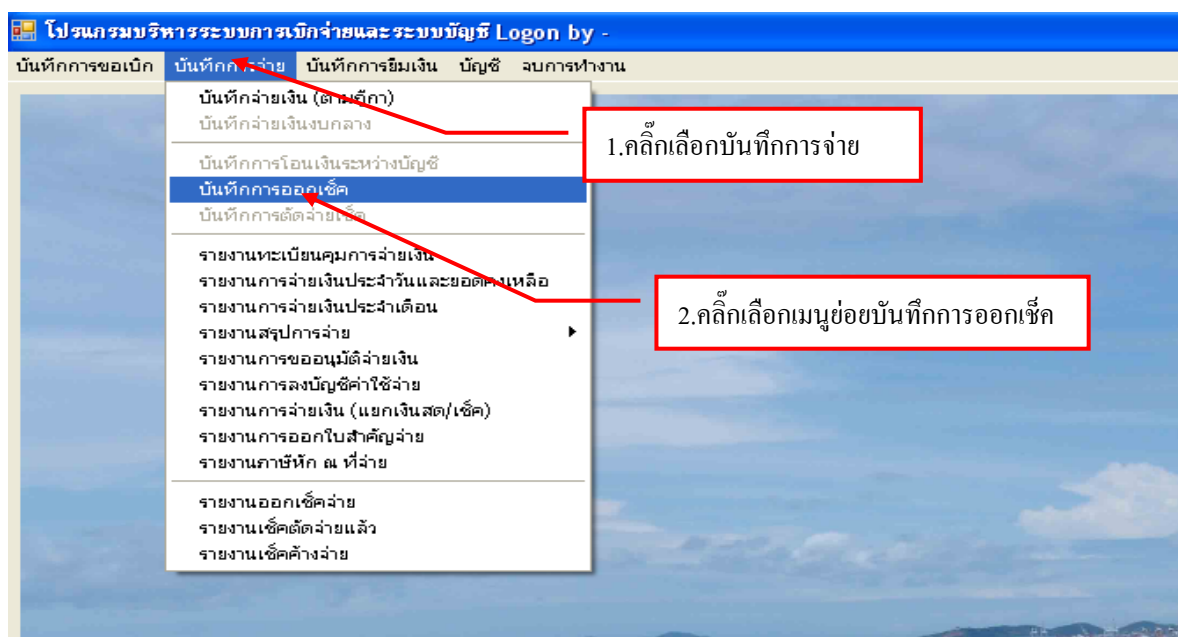 โปรแกรมบริหารระบบการเบิกจ่ายและระบบบัญชี Logon by -
บันทึกการขอเบิก บันทึกการจ่าย บันทึกการยืมเงิน บัญชี จบการทำงาน
บันทึกจ่ายเงิน (ตามฎีกา)
บันทึกจ่ายเงินงบกลาง
1.คลิ๊กเลือกบันทึกการจ่าย
บันทึกการโอนเงินระหว่างบัญชี
บันทึกการออกเช็ค
บันทึกการตัดจ่ายเช็ค
รายงานทะเบียนคุมการจ่ายเงิน
รายงานการจ่ายเงินประจำวันและยอดคงเหลือ
รายงานการจ่ายเงินประจำเดือน
2.คลิ๊กเลือกเมนูย่อยบันทึกการออกเช็ค
รายงานสรุปการจ่าย
รายงานการขออนุมัติจ่ายเงิน
รายงานการลงบัญชีค่าใช้จ่าย
รายงานการจ่ายเงิน (แยกเงินสด/เช็ค)
รายงานการออกใบสำคัญจ่าย
รายงานภาษีหัก ณ ที่จ่าย
รายงานออกเช็คจ่าย
รายงานเช็คตัดจ่ายแล้ว
รายงานเช็คค้างจ่าย